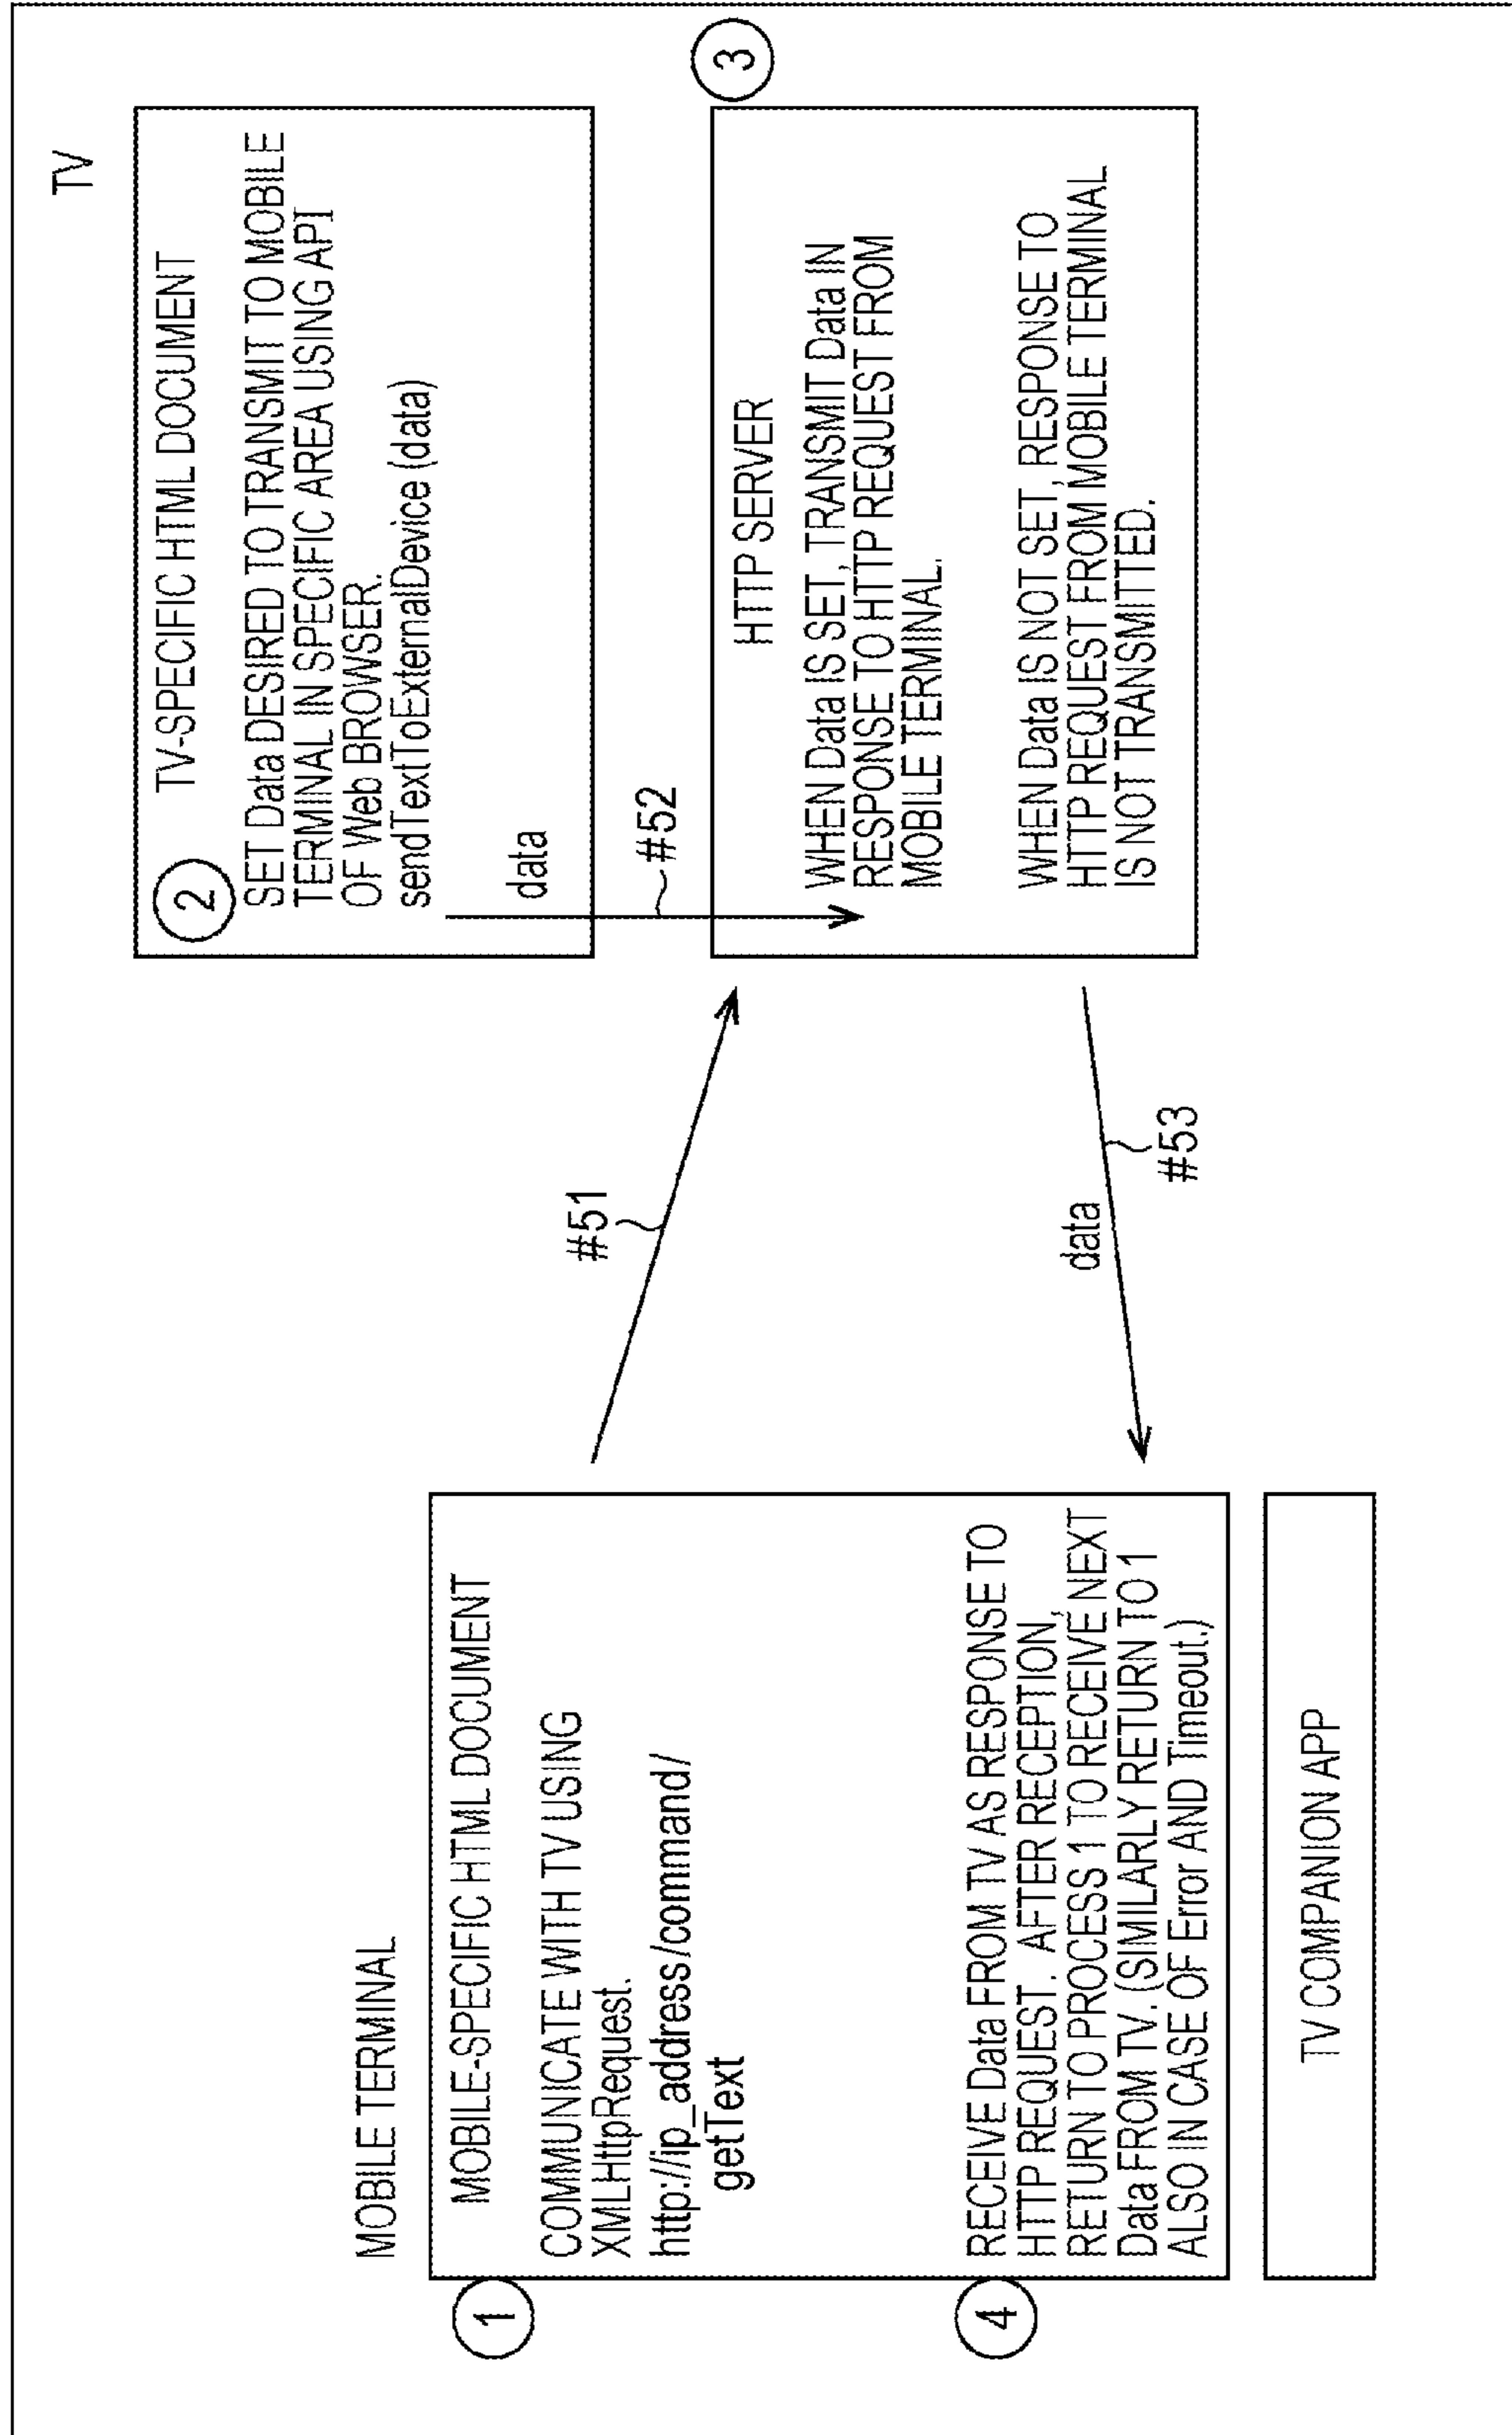 MOBILE TERMINAL
1
MOBILE-SPECIFIC HTML DOCUMENT
COMMUNICATE WITH TV USING
XMLHttpRequest.
http://ip_address/command/
getText
4
RECEIVE Data FROM TV AS RESPONSE TO
HTTP REQUEST. AFTER RECEPTION,
RETURN TO PROCESS 1 TO RECEIVE NEXT
Data FROM TV. (SIMILARLY RETURN TO 1
ALSO IN CASE OF Error AND Timeout.)
TV COMPANION APP
#51
data
#53
TV
2
TV-SPECIFIC HTML DOCUMENT
SET Data DESIRED TO TRANSMIT TO MOBILE
TERMINAL IN SPECIFIC AREA USING API
OF Web BROWSER.
sendTextToExternalDevice (data)
data
#52
3
HTTP SERVER
WHEN Data IS SET, TRANSMIT Data IN
RESPONSE TO HTTP REQUEST FROM
MOBILE TERMINAL.
WHEN Data IS NOT SET, RESPONSE TO
HTTP REQUEST FROM MOBILE TERMINAL
IS NOT TRANSMITTED.